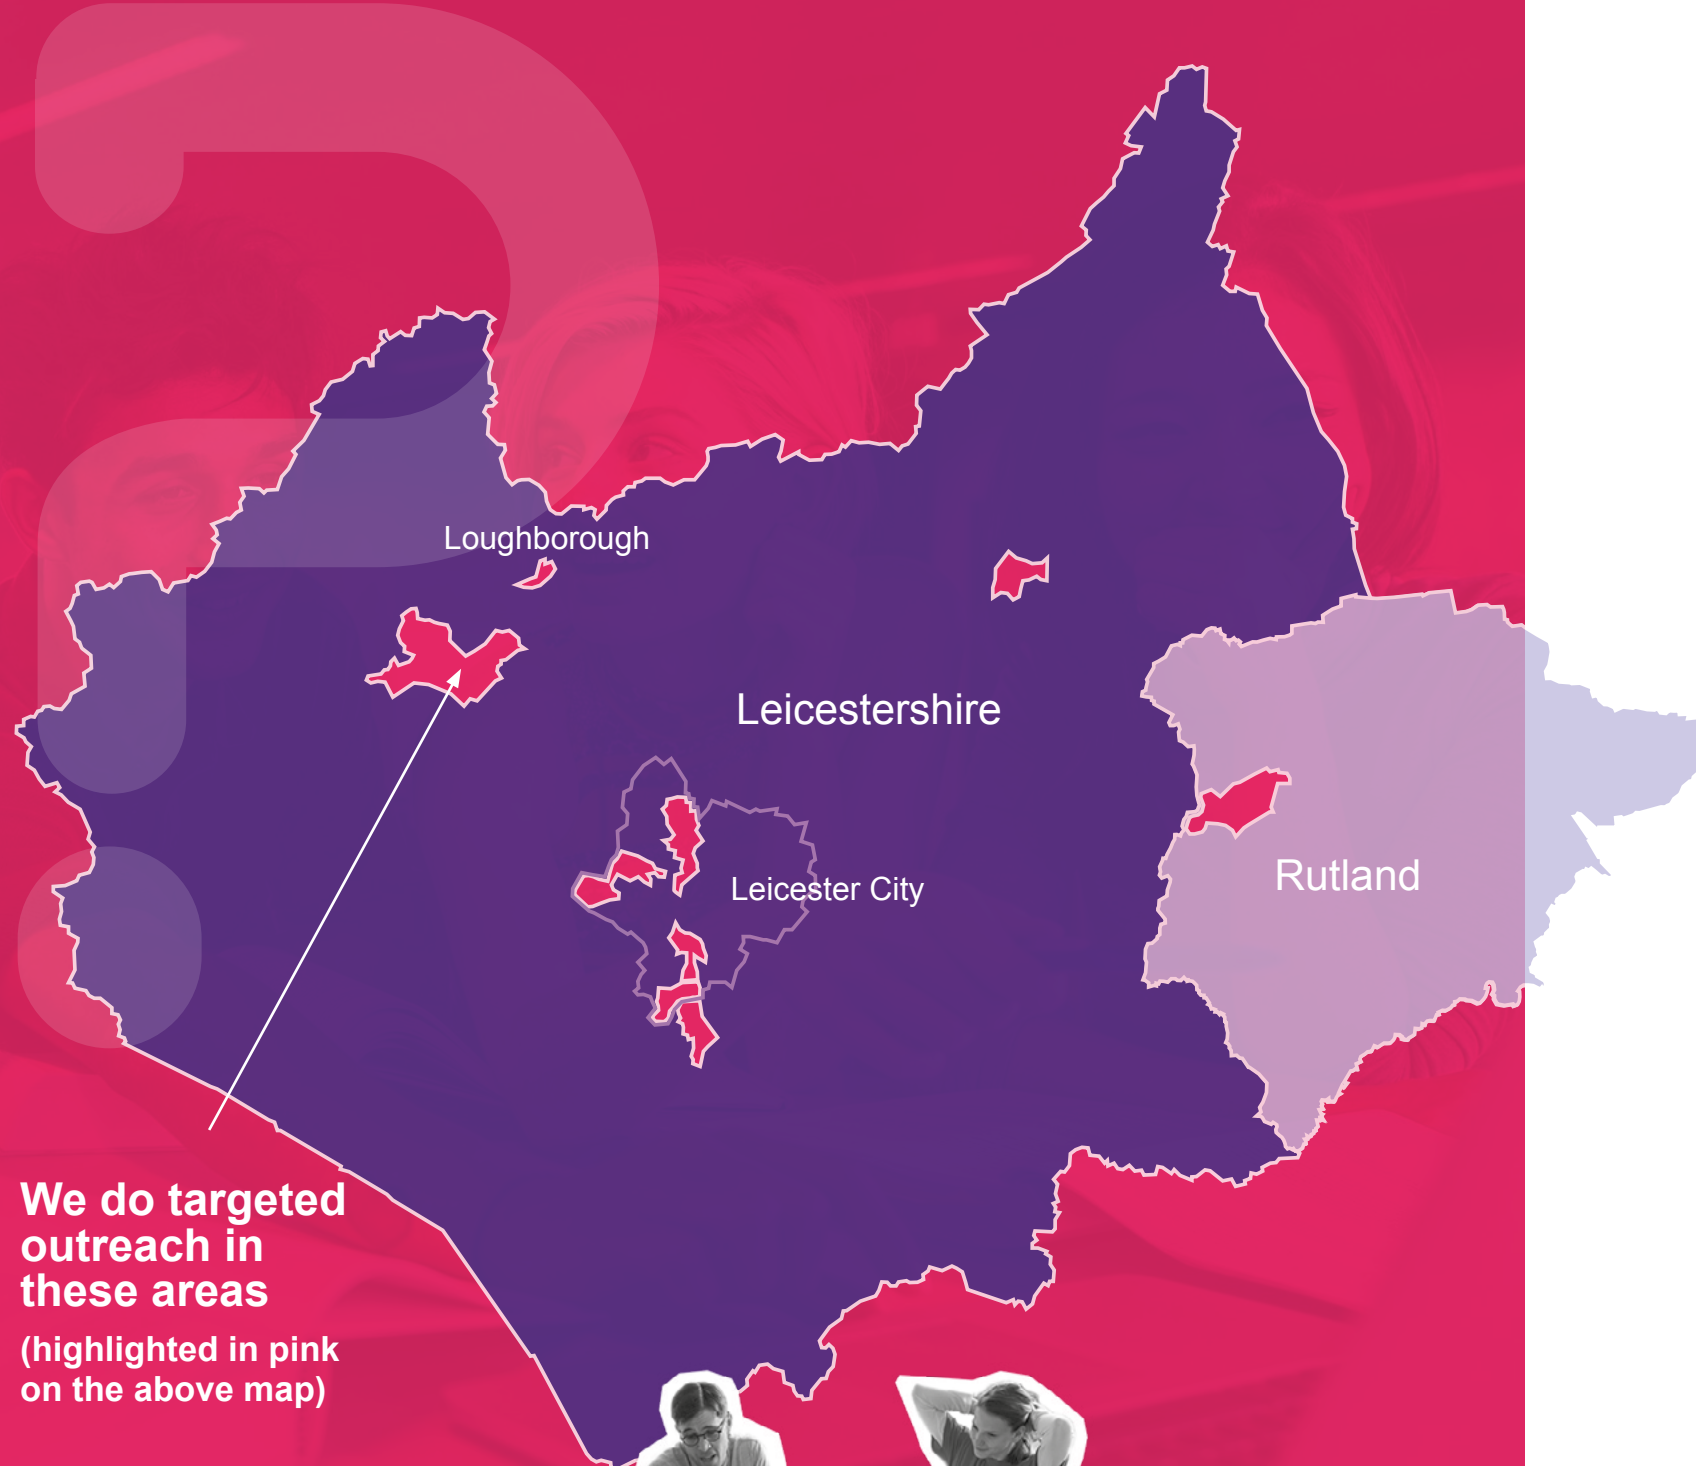 Loughborough
Leicestershire
Rutland
Leicester City
We do targeted
outreach in
these areas
(highlighted in pink
on the above map)